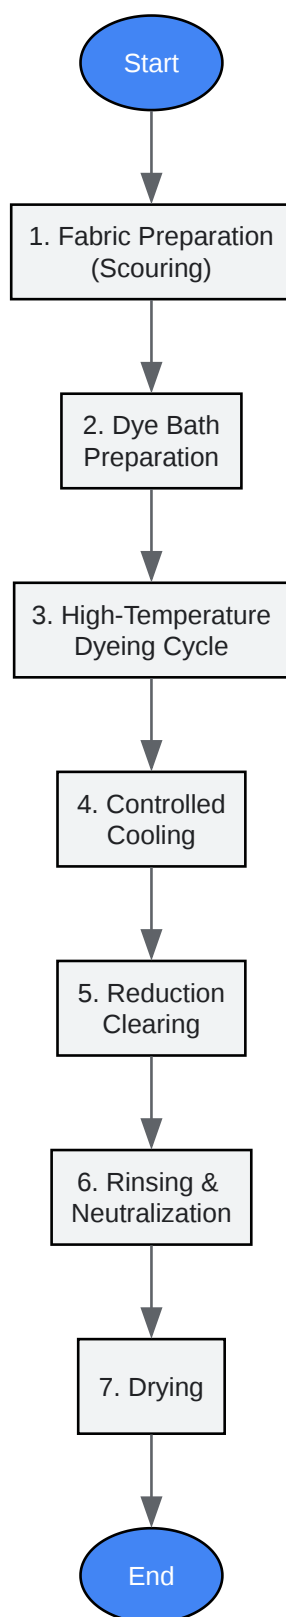 Start
1. Fabric Preparation
(Scouring)
2. Dye Bath
Preparation
3. High-Temperature
Dyeing Cycle
4. Controlled
Cooling
5. Reduction
Clearing
6. Rinsing &
Neutralization
7. Drying
End